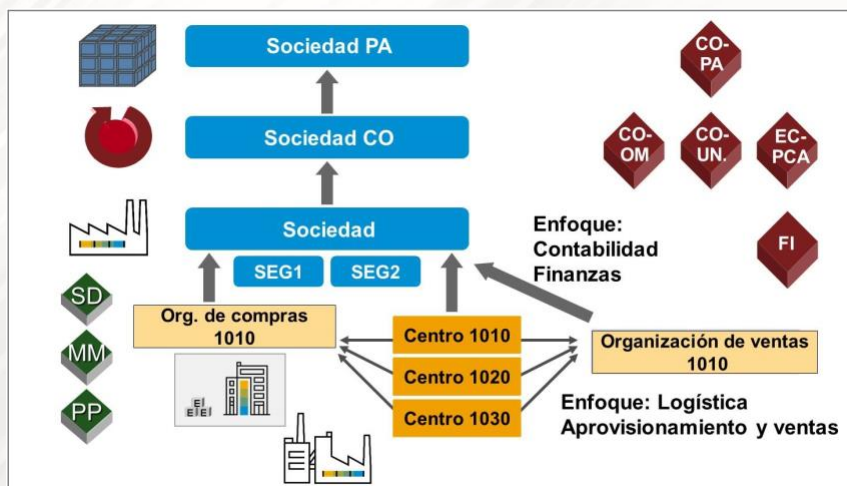 Sociedad PA
CO-
PA
Sociedad CO
CO-
OM
CO-
UN.
EC-
PCA
Sociedad
Enfoque:
Contabilidad
Finanzas
FI
SEG1
SEG2
SD
Org. de compras
1010
Centro 1010
Organización de ventas
1010
MM
Centro 1020
PP
Centro 1030
Enfoque: Logística
Aprovisionamiento y ventas